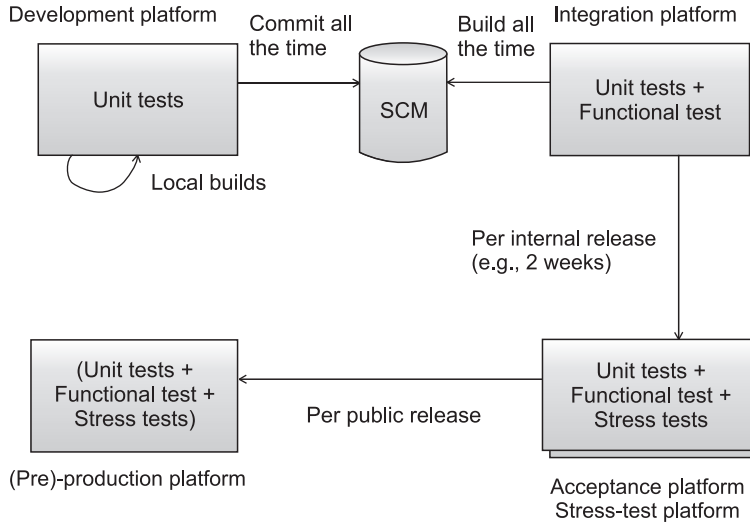 Development platform
Commit all
the time
Build all
the time
Integration platform
Unit tests
SCM
Unit tests +
Functional test
Local builds
Per internal release
(e.g., 2 weeks)
(Unit tests +
Functional test +
Stress tests)
Per public release
Unit tests +
Functional test +
Stress tests
(Pre)-production platform
Acceptance platform
Stress-test platform